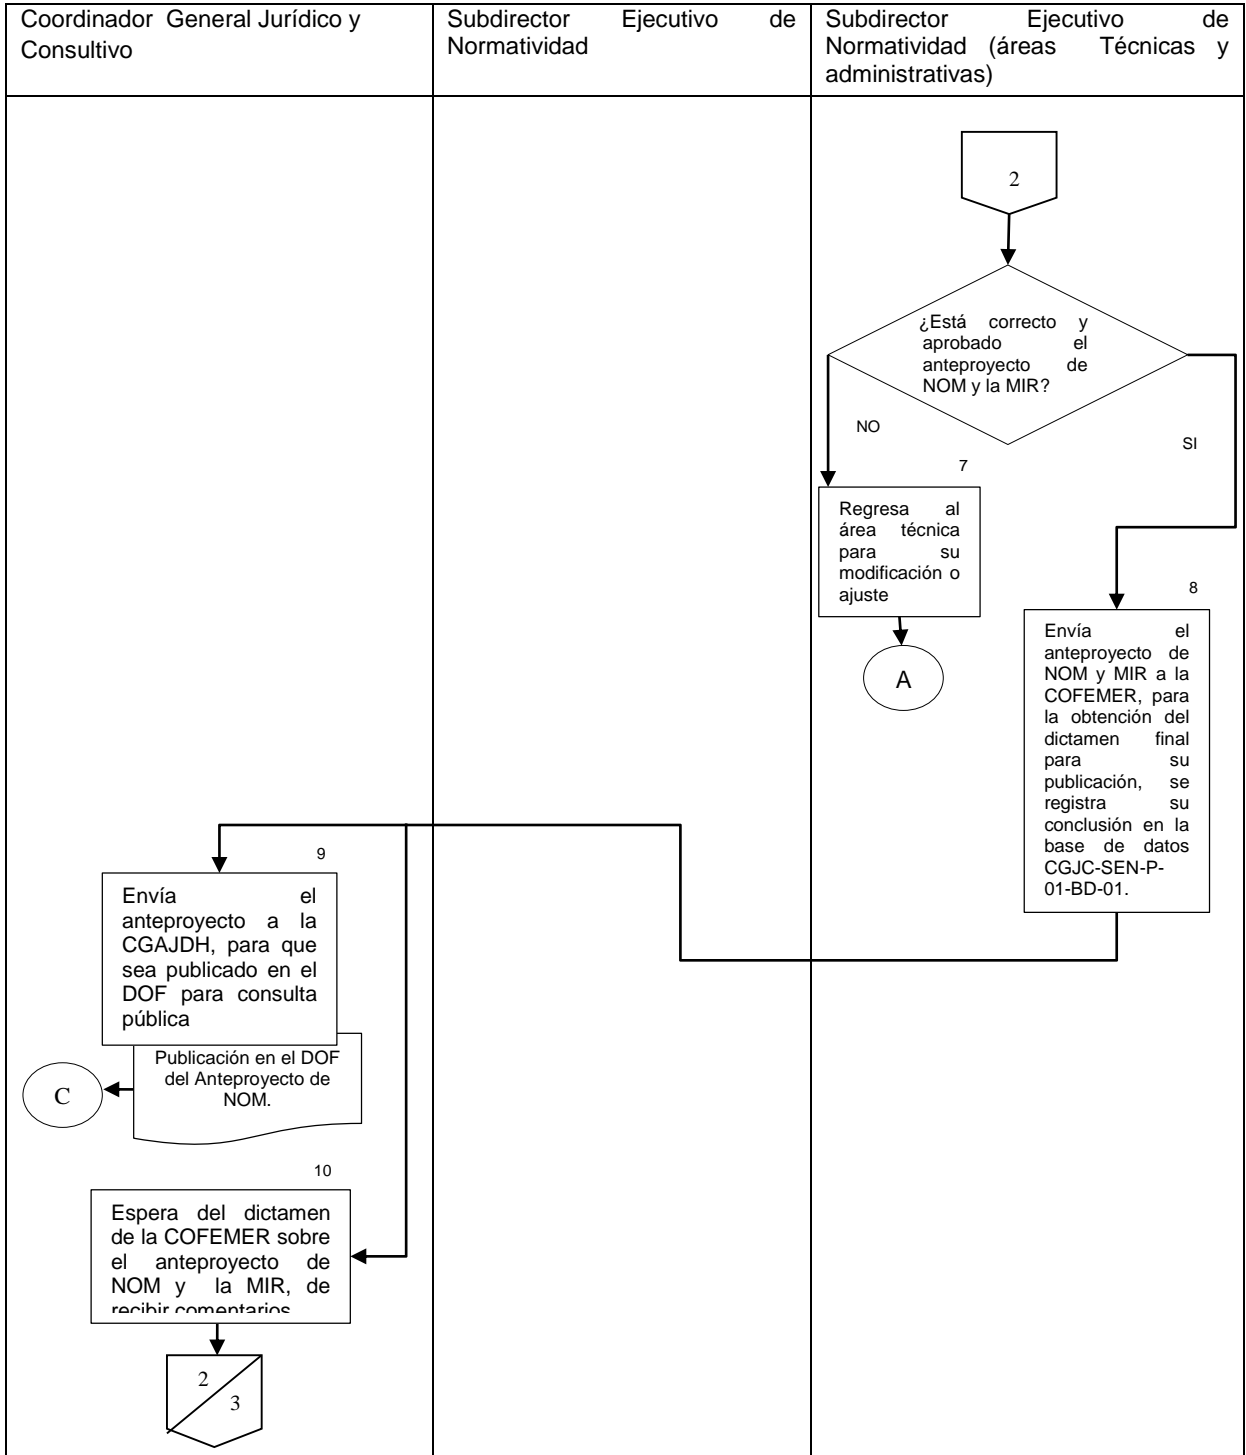 Coordinador General Jurídico y
Consultivo
Subdirector Ejecutivo de
Normatividad
Subdirector Ejecutivo de
Normatividad (áreas Técnicas y
administrativas)
2
¿Está correcto y
aprobado el
anteproyecto de
NOM y la MIR?
NO
SI
7
Regresa al
área técnica
para su
modificación o
ajuste
A
8
Envía el
anteproyecto de
NOM y MIR a la
COFEMER, para
la obtención del
dictamen final
para su
publicación, se
registra su
conclusión en la
base de datos
CGJC-SEN-P-
01-BD-01.
9
Envía el
anteproyecto a la
CGAJDH, para que
sea publicado en el
DOF para consulta
pública
Publicación en el DOF
del Anteproyecto de
NOM.
C
10
Espera del dictamen
de la COFEMER sobre
el anteproyecto de
NOM y la MIR, de
recibir comentarios
2
3